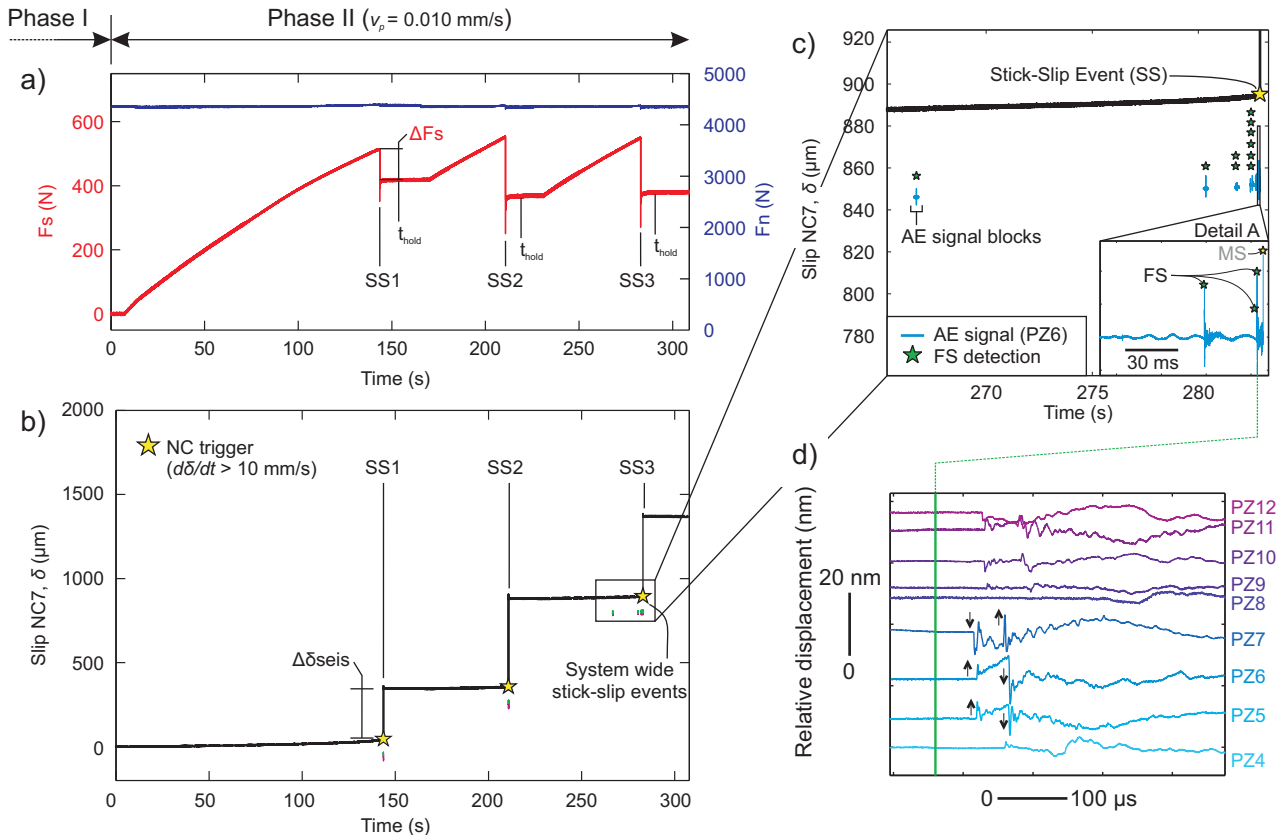 Phase I
Phase II (vₚ = 0.010 mm/s)
a)
Fs (N)
600
400
200
0
ΔFs
t_hold
t_hold
t_hold
SS1
SS2
SS3
5000
4000
3000
2000
1000
0
Fn (N)
0
50
100
150
200
250
300
Time (s)
b)
Slip NC7, δ (μm)
2000
1500
1000
500
0
NC trigger
(dδ/dt > 10 mm/s)
SS1
SS2
SS3
Δδseis
System wide
stick-slip events
0
50
100
150
200
250
300
Time (s)
c)
Slip NC7, δ (μm)
920
900
880
860
840
820
800
780
Stick-Slip Event (SS)
AE signal blocks
Detail A
MS
FS
30 ms
AE signal (PZ6)
FS detection
270
275
280
Time (s)
d)
Relative displacement (nm)
20 nm
0
PZ12
PZ11
PZ10
PZ9
PZ8
PZ7
PZ6
PZ5
PZ4
0
100 μs